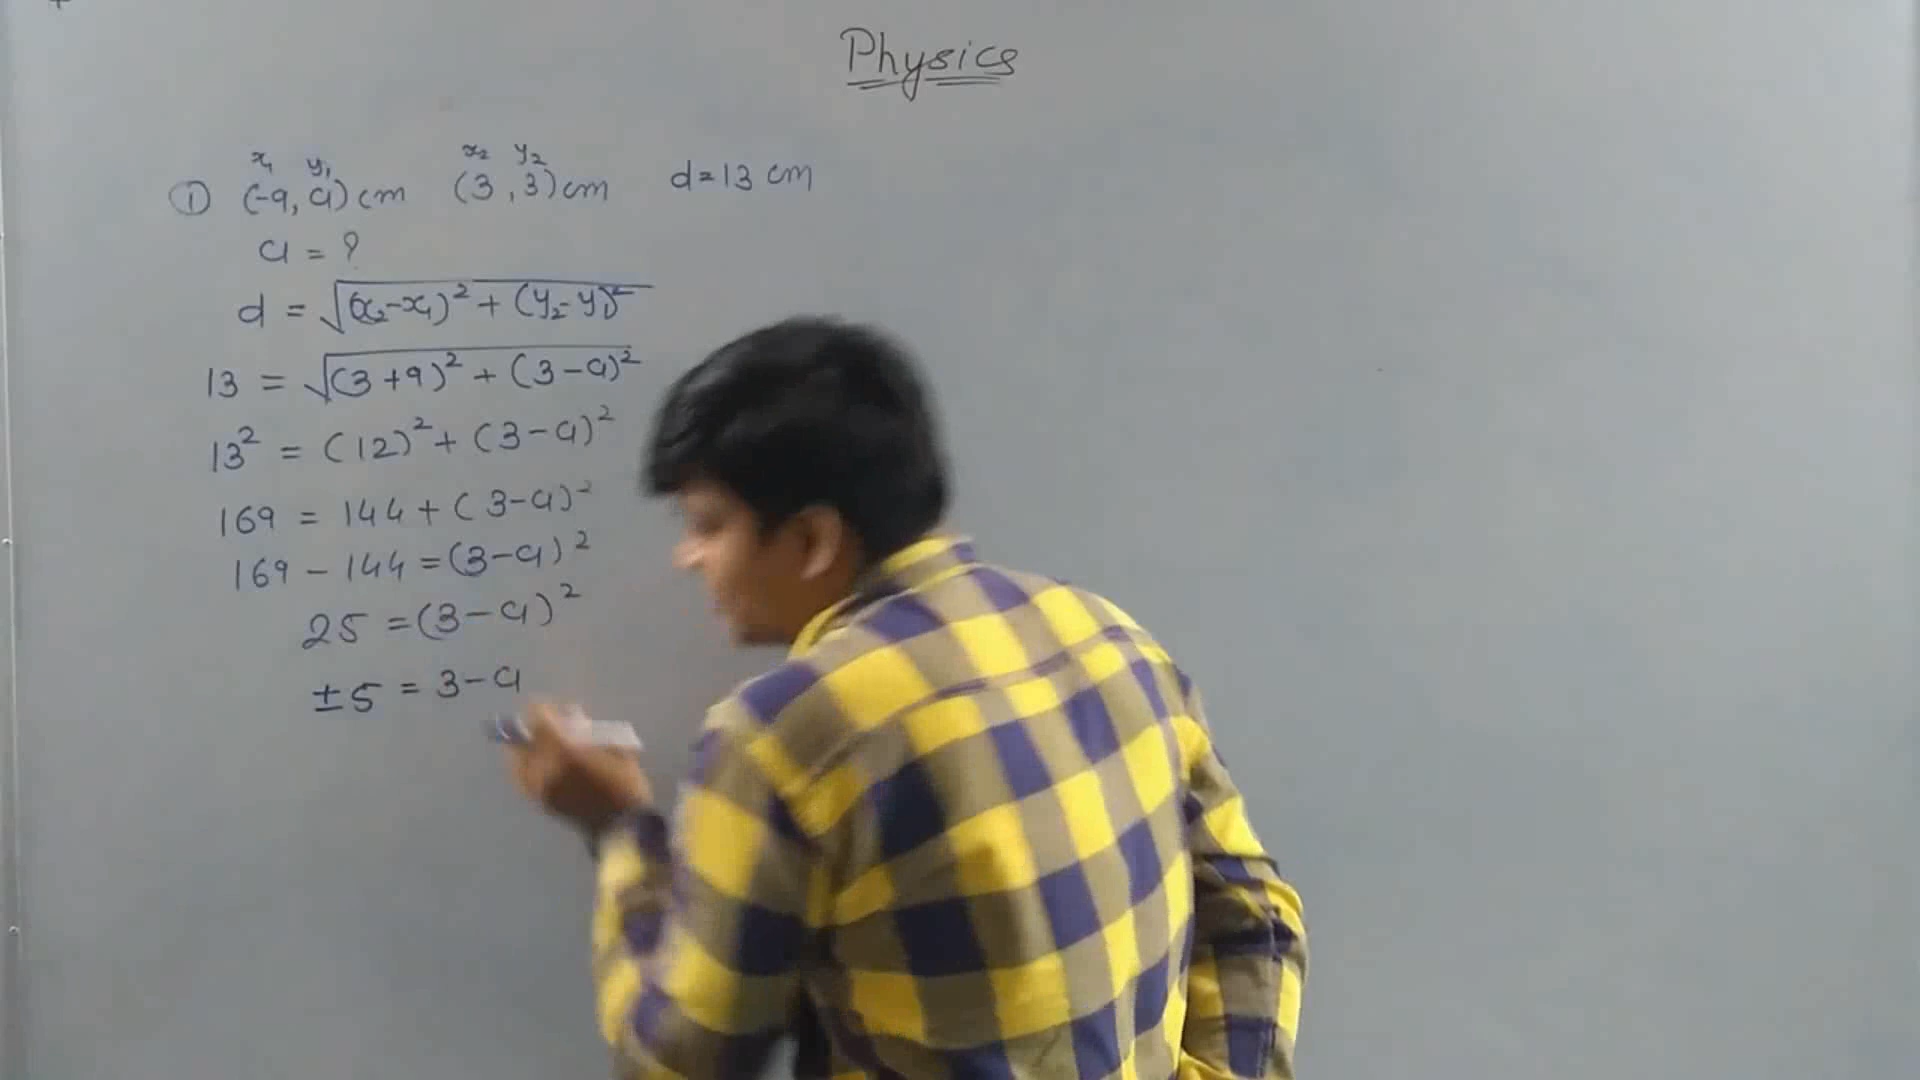 Physics
x₁ y₁ x₂ y₂
① (-9, a) cm (3, 3) cm d = 13 cm
a = ?
d = √(x₂-x₁)² + (y₂-y₁)²
13 = √(3+9)² + (3-a)²
13² = (12)² + (3-a)²
169 = 144 + (3-a)²
169 - 144 = (3-a)²
25 = (3-a)²
±5 = 3-a